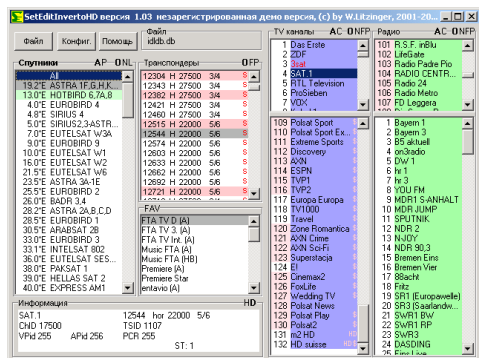 SetEditInvertoHD версия 1.03 незарегистрированная демо версия, (c) by W.Litzinger, 2001-20...
Файл Конфиг. Помощь
Файл
idldb.db
Спутники AP ONL
All
19.2°E ASTRA 1F,G,H,K...
13.0°E HOTBIRD 6,7A,8
4.0°E EUROBIRD 4
4.8°E SIRIUS 4
5.0°E SIRIUS2,3-ASTR...
7.0°E EUTELSAT W3A
9.0°E EUROBIRD 9
10.0°E EUTELSAT W1
16.0°E EUTELSAT W2
21.5°E EUTELSAT W6
23.5°E ASTRA 3A-1E
25.5°E EUROBIRD 2
26.0°E BADR 3,4
28.2°E ASTRA 2A,B,C,D
28.5°E EUROBIRD 1
30.5°E ARABSAT 2B
33.0°E EUROBIRD 3
33.1°E INTELSAT 802
36.0°E EUTELSAT SES...
38.0°E PAKSAT 1
39.0°E HELLAS SAT 2
40.0°E EXPRESS AM1
Транспондеры OFP
12304 H 27500 3/4 S
12343 H 27500 3/4 S
12382 H 27500 3/4 S
12421 H 27500 3/4 S
12460 H 27500 3/4 S
12515 H 22000 5/6 S
12544 H 22000 5/6 S
12574 H 22000 5/6 S
12603 H 22000 5/6 S
12633 H 22000 5/6 S
12662 H 22000 5/6 S
12692 H 22000 5/6 S
12721 H 22000 5/6 S
FAV
FTA TV D (A)
FTA TV 3. (A)
FTA TV Int. (A)
Music FTA (A)
Music FTA (HB)
Premiere (A)
Premiere Star
entavio (A)
TV каналы AC ONFP
1 Das Erste
2 ZDF
3 3sat
4 SAT.1
5 RTL Television
6 ProSieben
7 VOX
109 Polsat Sport
110 Polsat Sport Ex...
111 Extreme Sports
112 Discovery
113 AXN
114 ESPN
115 TVP1
116 TVP2
117 Europa Europa
118 TV1000
119 Travel
120 Zone Romantica
121 AXN Crime
122 AXN Sci-Fi
123 Superstacja
124 E!
125 Cinemax2
126 FoxLife
127 Wedding TV
128 Polsat News
129 Polsat Play
130 Polsat2
131 m2 HD
132 HD suisse
Радио AC ONFP
101 R.S.F. inBlu
102 LifeGate
103 Radio Padre Pio
104 RADIO CENTR...
105 Radio 24
106 Radio Metro
107 FD Leggera
1 Bayern 1
2 Bayern 3
3 B5 aktuell
4 on3radio
5 DW 1
6 hr 1
7 hr 3
8 YOU FM
9 MDR1 S-ANHALT
10 MDR JUMP
11 SPUTNIK
12 NDR 2
13 N-JOY
14 NDR 90,3
15 Bremen Eins
16 Bremen Vier
17 88acht
18 Fritz
19 SR1 (Europawelle)
20 SR3 (Saarlandw...
21 SWR1 BW
22 SWR1 RP
23 SWR3
24 DASDING
25 Eins Live
Информация HD
SAT.1 12544 hor 22000 5/6
CHID 17500 TSID 1107
VPid 255 APid 256 PCR 255
ST: 1